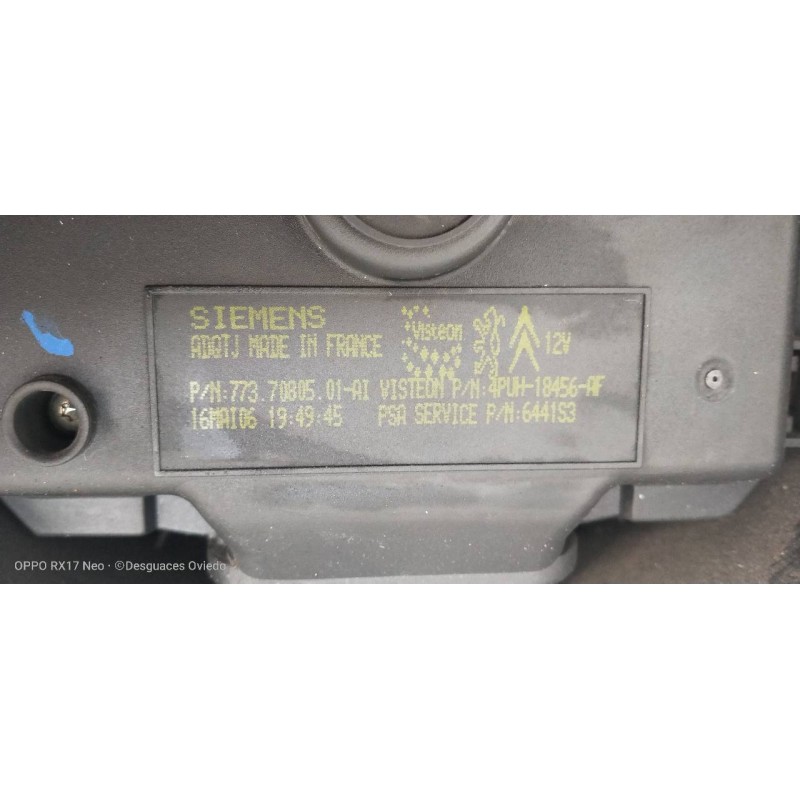 SIEMENS
Visteon
12V
ADQTJ MADE IN FRANCE
P/N:773.70805.01-AI VISTEON P/N:4PUH-18456-AF
16MAI06 19:49:45 PSA SERVICE P/N:6441S3
OPPO RX17 Neo · ©Desguaces Oviedo